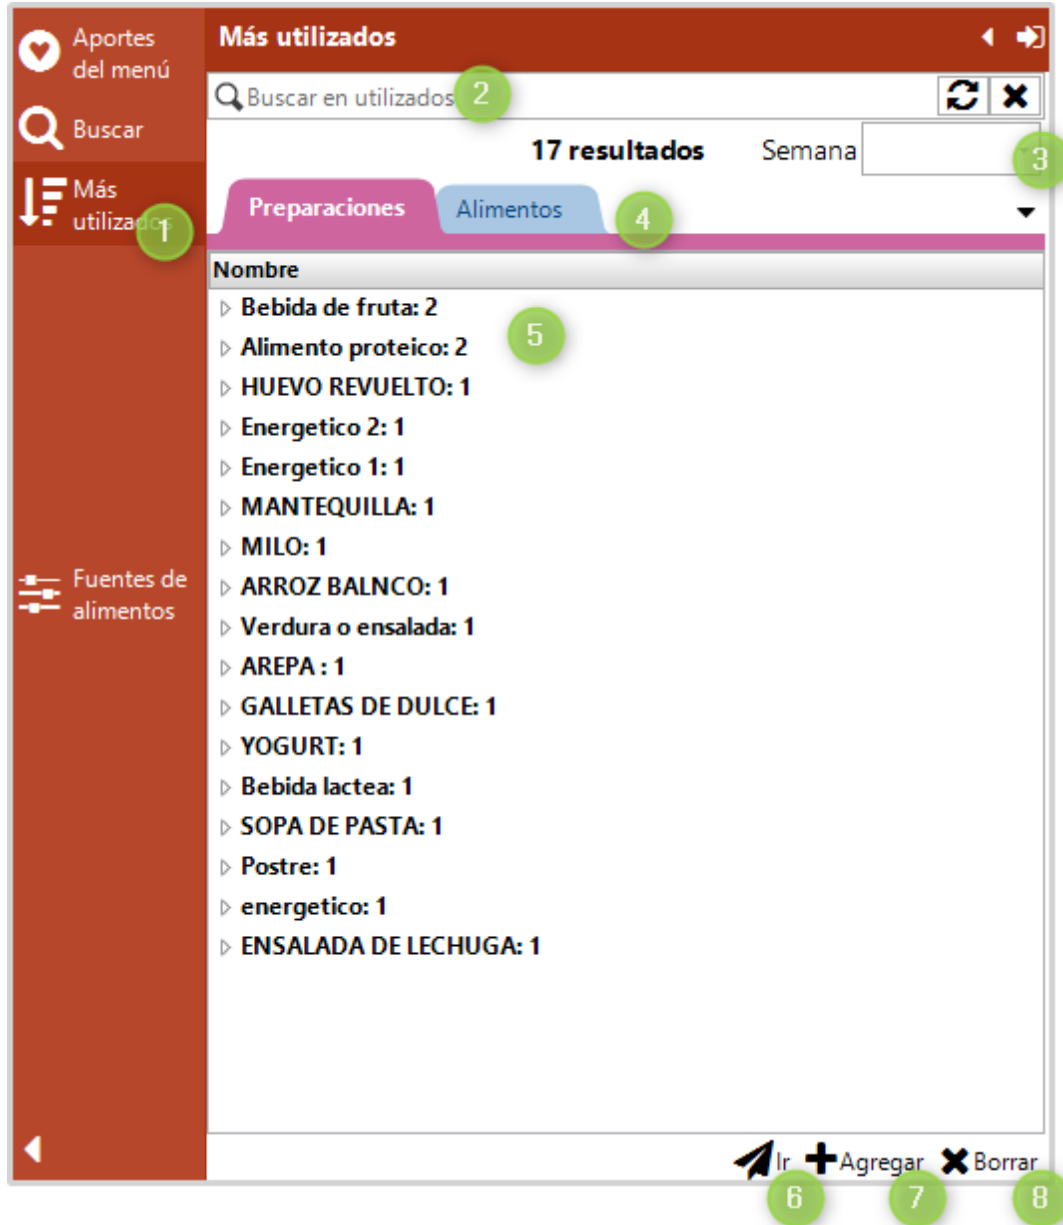 Aportes
del menú
Buscar
Más
utilizados
1
Fuentes de
alimentos
Más utilizados
Buscar en utilizados
2
17 resultados
Semana
3
Preparaciones
Alimentos
4
Nombre
Bebida de fruta: 2
5
Alimento proteico: 2
HUEVO REVUELTO: 1
Energetico 2: 1
Energetico 1: 1
MANTEQUILLA: 1
MILO: 1
ARROZ BALNCO: 1
Verdura o ensalada: 1
AREPA : 1
GALLETAS DE DULCE: 1
YOGURT: 1
Bebida lactea: 1
SOPA DE PASTA: 1
Postre: 1
energetico: 1
ENSALADA DE LECHUGA: 1
Ir
Agregar
Borrar
6
7
8